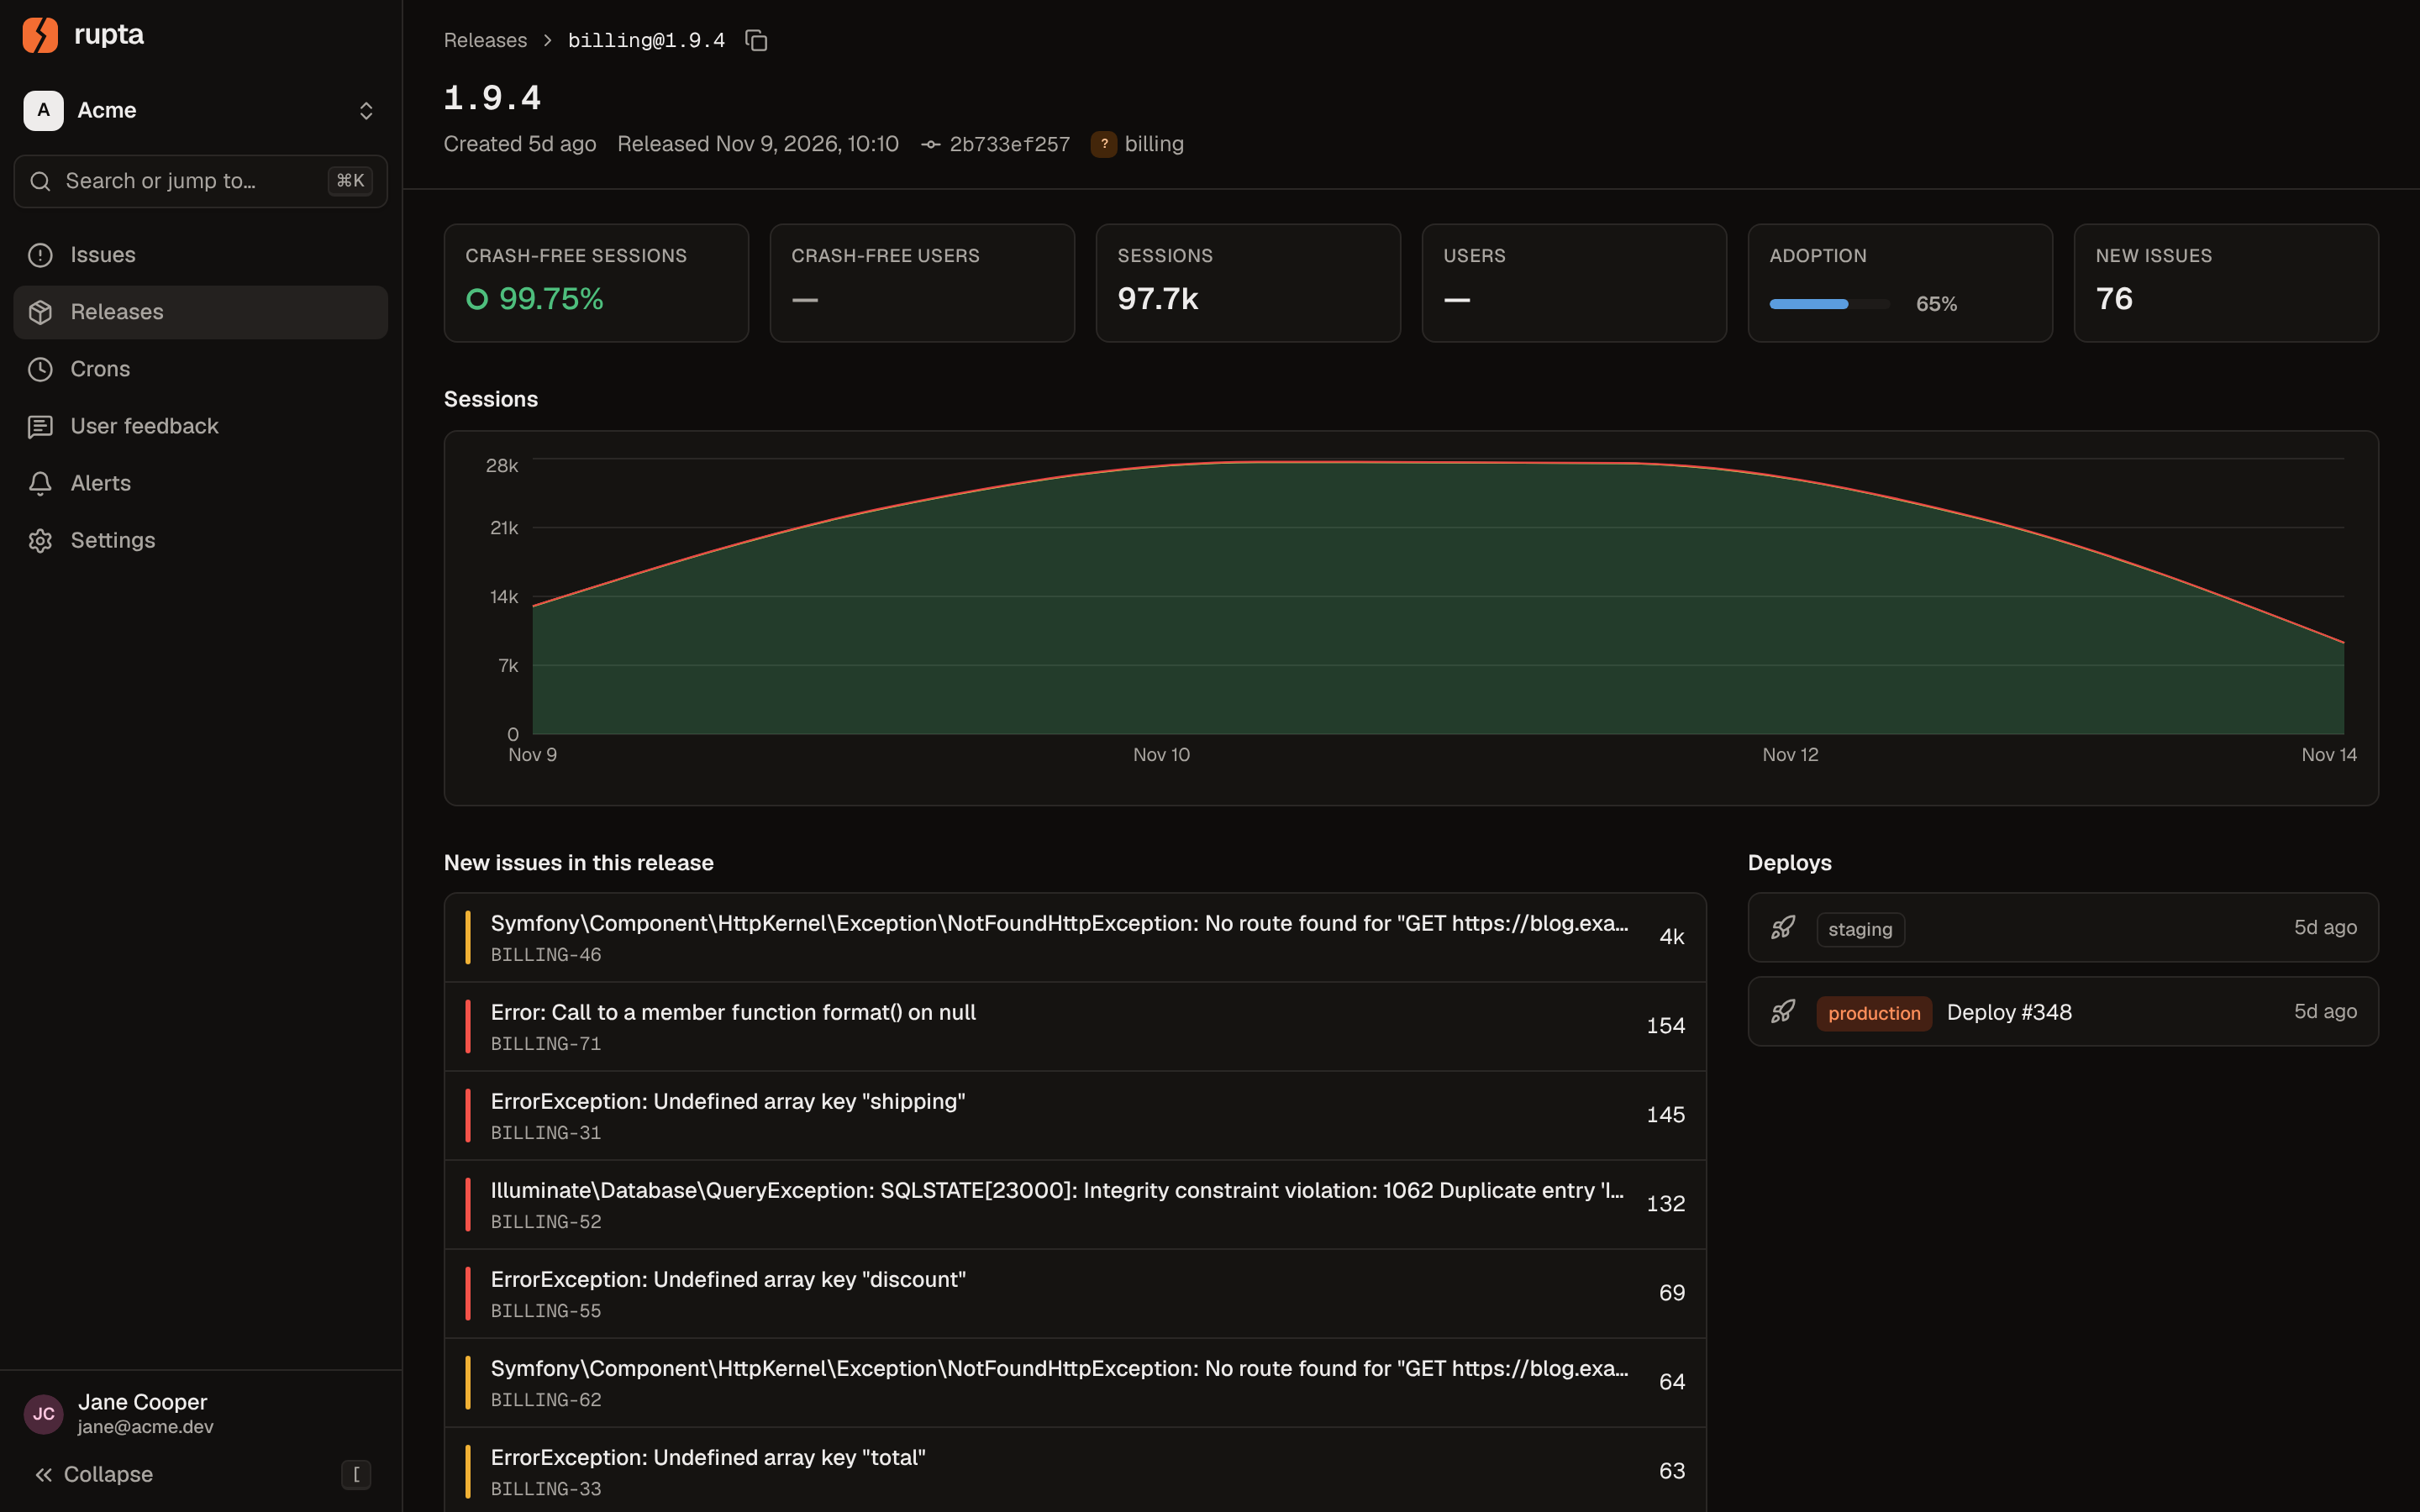 rupta
A
Acme
Search or jump to…
⌘K
Issues
Releases
Crons
User feedback
Alerts
Settings
JC
Jane Cooper
jane@acme.dev
Collapse
[
Releases
billing@1.9.4
1.9.4
Created 5d ago Released Nov 9, 2026, 10:10 2b733ef257 ? billing
CRASH-FREE SESSIONS
99.75%
CRASH-FREE USERS
—
SESSIONS
97.7k
USERS
—
ADOPTION
65%
NEW ISSUES
76
Sessions
28k
21k
14k
7k
0
Nov 9 Nov 10 Nov 12 Nov 14
New issues in this release
Symfony\Component\HttpKernel\Exception\NotFoundHttpException: No route found for "GET https://blog.exa…
4k
BILLING-46
Error: Call to a member function format() on null
154
BILLING-71
ErrorException: Undefined array key "shipping"
145
BILLING-31
Illuminate\Database\QueryException: SQLSTATE[23000]: Integrity constraint violation: 1062 Duplicate entry 'l…
132
BILLING-52
ErrorException: Undefined array key "discount"
69
BILLING-55
Symfony\Component\HttpKernel\Exception\NotFoundHttpException: No route found for "GET https://blog.exa…
64
BILLING-62
ErrorException: Undefined array key "total"
63
BILLING-33
Deploys
staging 5d ago
production Deploy #348 5d ago